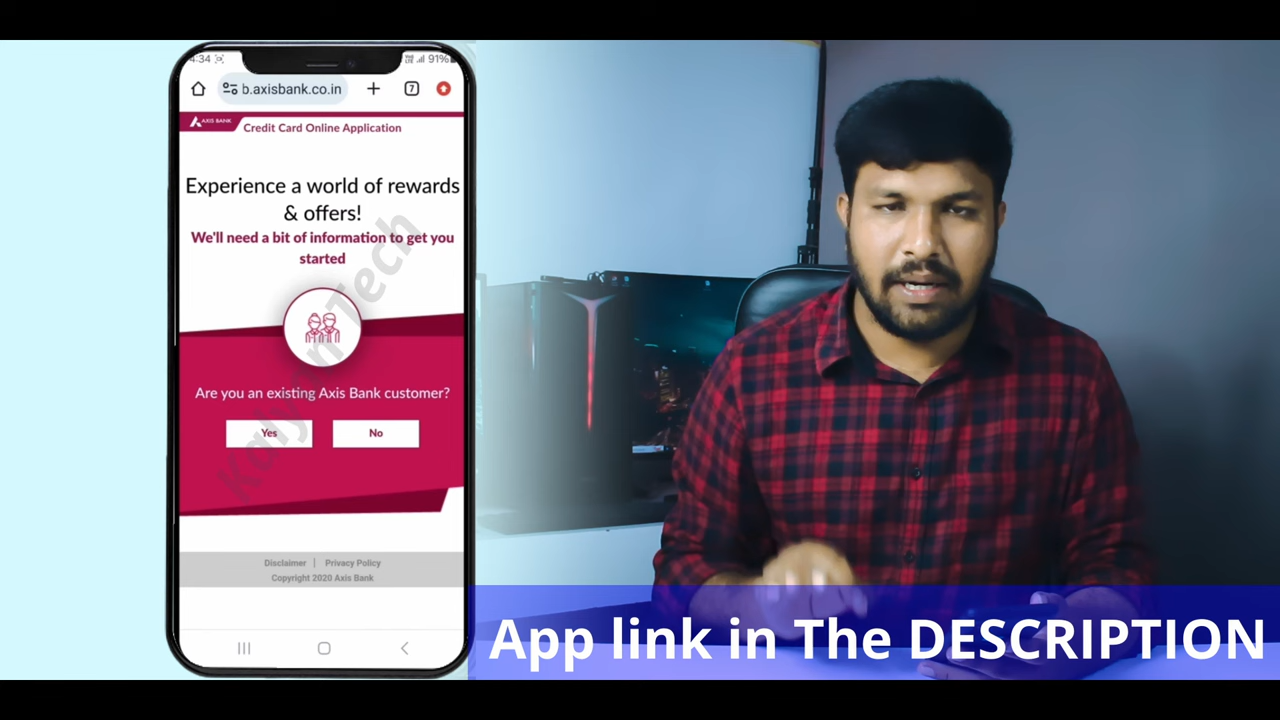 4:34
91%
b.axisbank.co.in
7
AXIS BANK
Credit Card Online Application
Experience a world of rewards
& offers!
We'll need a bit of information to get you
started
Are you an existing Axis Bank customer?
Yes
No
Disclaimer | Privacy Policy
Copyright 2020 Axis Bank
App link in The DESCRIPTION